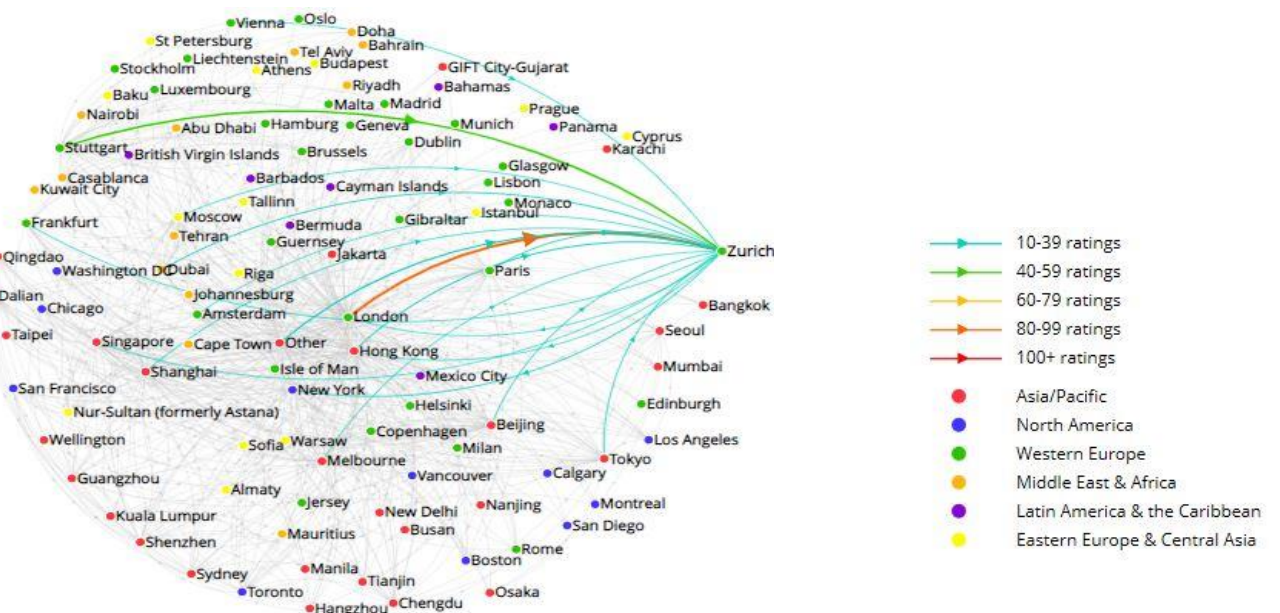 Vienna
Oslo
Doha
St Petersburg
Bahrain
Liechtenstein
Tel Aviv
Budapest
Stockholm
Athens
GIFT City-Gujarat
Baku
Luxembourg
Riyadh
Bahamas
Nairobi
Malta
Madrid
Prague
Abu Dhabi
Hamburg
Geneva
Munich
Panama
Cyprus
Stuttgart
British Virgin Islands
Brussels
Dublin
Karachi
Casablanca
Barbados
Cayman Islands
Glasgow
Kuwait City
Lisbon
Tallinn
Monaco
Frankfurt
Moscow
Gibraltar
Istanbul
Bermuda
Tehran
Guernsey
Jakarta
Zurich
Qingdao
Washington DC
Dubai
Riga
Paris
Dalian
Johannesburg
Chicago
Amsterdam
London
Bangkok
Taipei
Singapore
Cape Town
Other
Hong Kong
Seoul
Shanghai
Isle of Man
Mexico City
Mumbai
San Francisco
New York
Nur-Sultan (formerly Astana)
Helsinki
Edinburgh
Wellington
Sofia
Warsaw
Copenhagen
Beijing
Los Angeles
Milan
Guangzhou
Melbourne
Vancouver
Calgary
Tokyo
Almaty
Jersey
New Delhi
Nanjing
Montreal
Kuala Lumpur
Busan
San Diego
Shenzhen
Mauritius
Rome
Boston
Sydney
Manila
Tianjin
Toronto
Osaka
Hangzhou
Chengdu
10-39 ratings
40-59 ratings
60-79 ratings
80-99 ratings
100+ ratings
Asia/Pacific
North America
Western Europe
Middle East & Africa
Latin America & the Caribbean
Eastern Europe & Central Asia